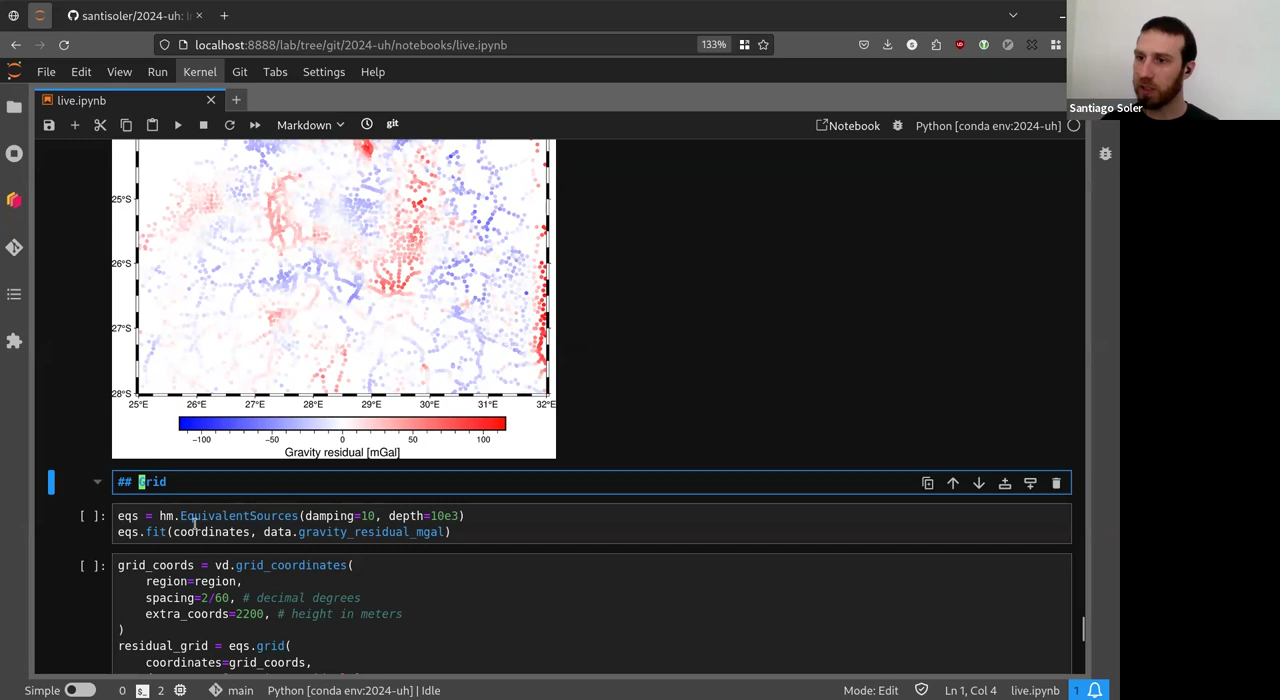 santisoler/2024-uh: l
localhost:8888/lab/tree/git/2024-uh/notebooks/live.ipynb
133%
File Edit View Run Kernel Git Tabs Settings Help
Santiago Soler
live.ipynb
Markdown
git
Notebook
Python [conda env:2024-uh]
25°S
26°S
27°S
28°S
25°E 26°E 27°E 28°E 29°E 30°E 31°E 32°E
−100 −50 0 50 100
Gravity residual [mGal]
## Grid
[ ]: eqs = hm.EquivalentSources(damping=10, depth=10e3)
eqs.fit(coordinates, data.gravity_residual_mgal)
[ ]: grid_coords = vd.grid_coordinates(
region=region,
spacing=2/60, # decimal degrees
extra_coords=2200, # height in meters
)
residual_grid = eqs.grid(
coordinates=grid_coords,
Simple 0 $_ 2 main Python [conda env:2024-uh] | Idle Mode: Edit Ln 1, Col 4 live.ipynb 1